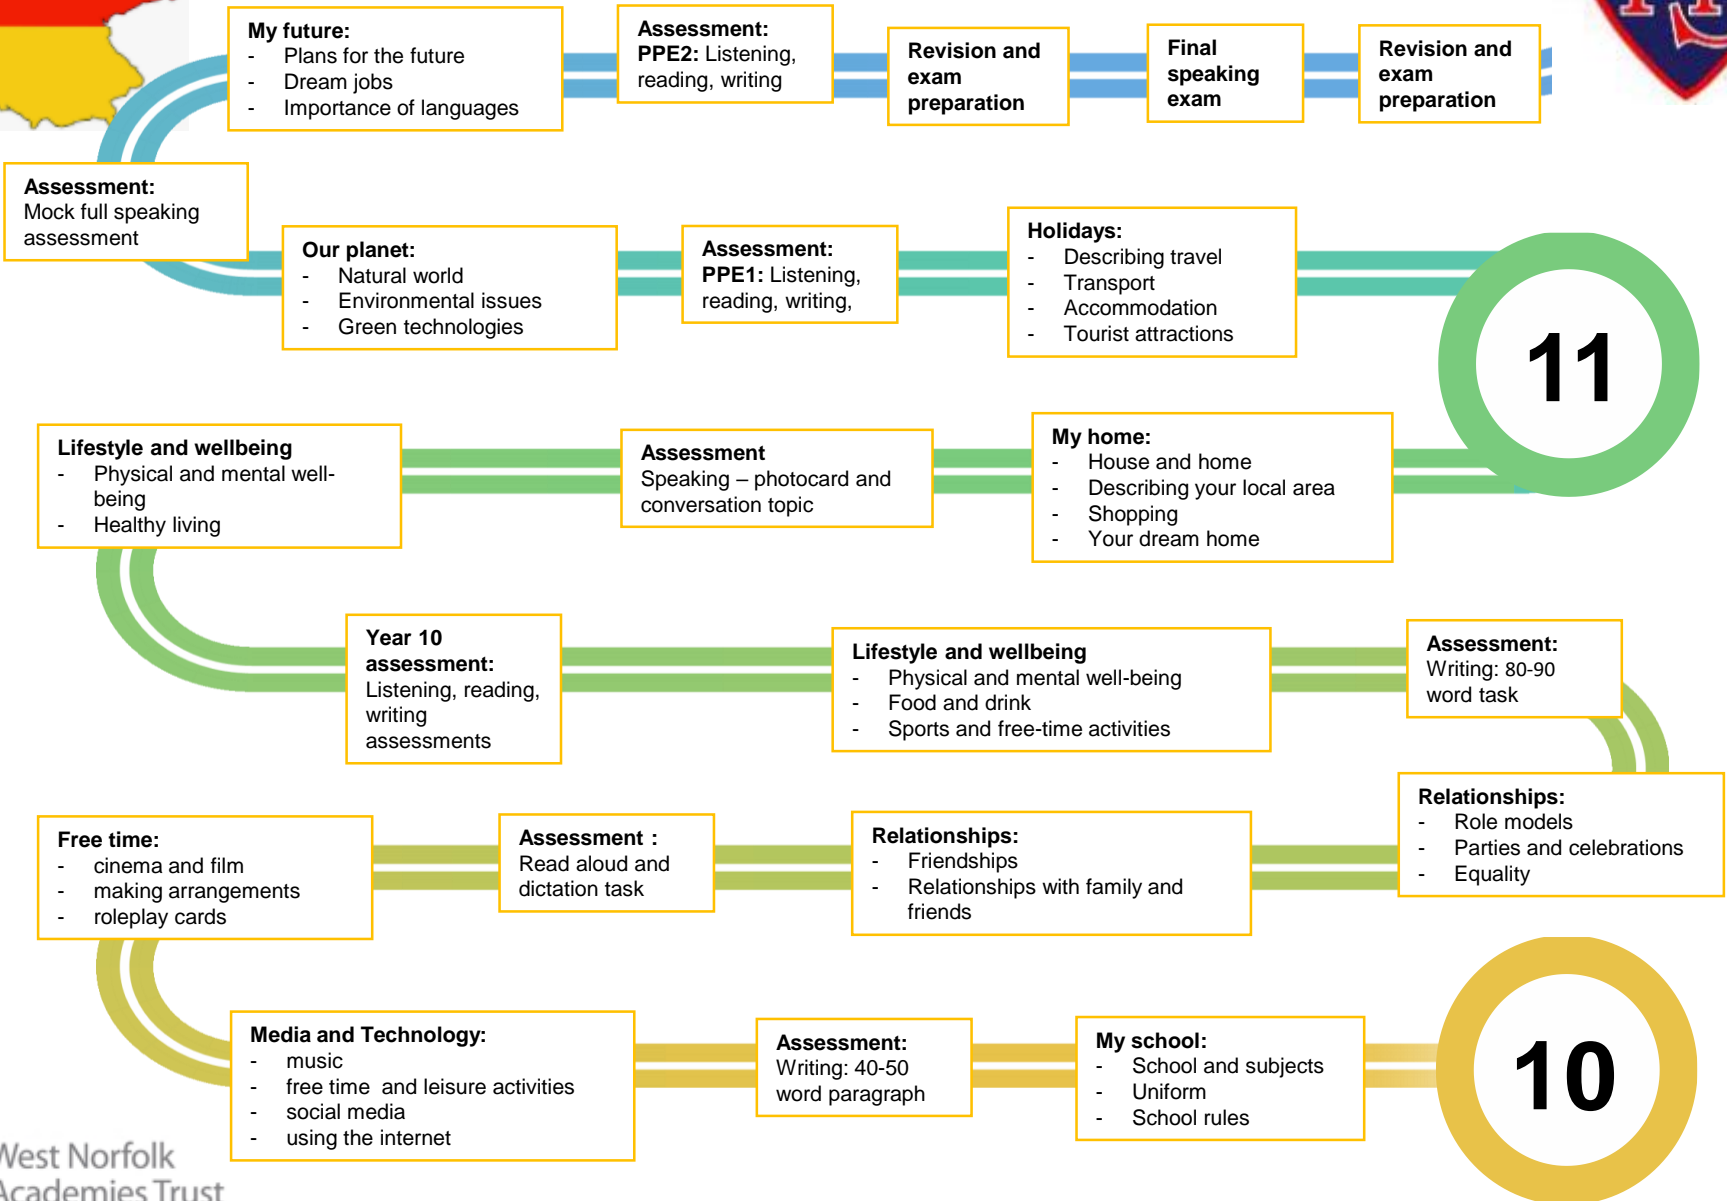 My future:
- Plans for the future
- Dream jobs
- Importance of languages
Assessment:
PPE2: Listening,
reading, writing
Revision and
exam
preparation
Final
speaking
exam
Revision and
exam
preparation
Assessment:
Mock full speaking
assessment
Our planet:
- Natural world
- Environmental issues
- Green technologies
Assessment:
PPE1: Listening,
reading, writing,
Holidays:
- Describing travel
- Transport
- Accommodation
- Tourist attractions
11
Lifestyle and wellbeing
- Physical and mental well-
being
- Healthy living
Assessment
Speaking – photocard and
conversation topic
My home:
- House and home
- Describing your local area
- Shopping
- Your dream home
Year 10
assessment:
Listening, reading,
writing
assessments
Lifestyle and wellbeing
- Physical and mental well-being
- Food and drink
- Sports and free-time activities
Assessment:
Writing: 80-90
word task
Free time:
- cinema and film
- making arrangements
- roleplay cards
Assessment :
Read aloud and
dictation task
Relationships:
- Friendships
- Relationships with family and
friends
Relationships:
- Role models
- Parties and celebrations
- Equality
Media and Technology:
- music
- free time  and leisure activities
- social media
- using the internet
Assessment:
Writing: 40-50
word paragraph
My school:
- School and subjects
- Uniform
- School rules
10
West Norfolk
Academies Trust